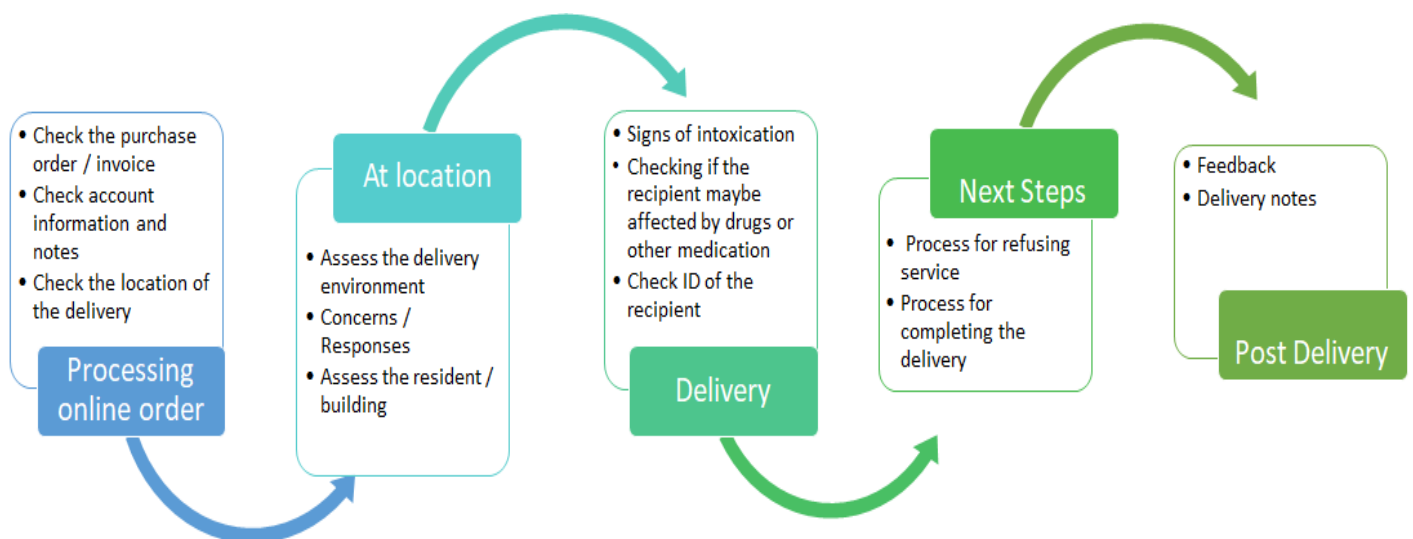 • Check the purchase
order / invoice
• Check account
information and
notes
• Check the location of
the delivery
Processing
online order
At location
• Assess the delivery
environment
• Concerns /
Responses
• Assess the resident /
building
• Signs of intoxication
• Checking if the
recipient maybe
affected by drugs or
other medication
• Check ID of the
recipient
Delivery
Next Steps
• Process for refusing
service
• Process for
completing the
delivery
• Feedback
• Delivery notes
Post Delivery